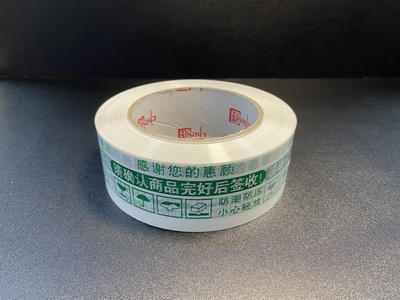 感谢您的惠顾
请确认商品完好后签收!
防潮防压
小心轻放